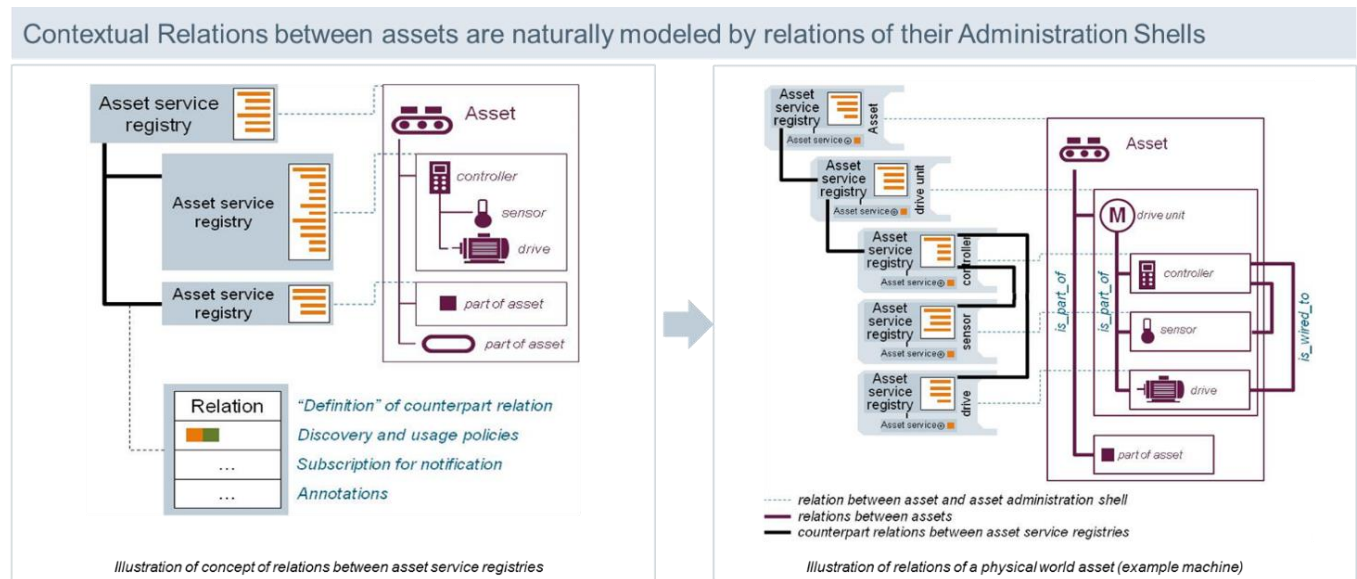 Contextual Relations between assets are naturally modeled by relations of their Administration Shells
Asset service
registry
Asset
Asset service
registry
controller
sensor
drive
Asset service
registry
part of asset
part of asset
Relation
"Definition" of counterpart relation
Discovery and usage policies
...
Subscription for notification
...
Annotations
Illustration of concept of relations between asset service registries
Asset
service
registry
Asset service
Asset
Asset
service
registry
Asset service
drive unit
Asset
service
registry
Asset service
controller
Asset
service
registry
Asset service
sensor
Asset
service
registry
Asset service
drive
Asset
M
drive unit
controller
sensor
drive
is_part_of
is_part_of
is_wired_to
part of asset
relation between asset and asset administration shell
relations between assets
counterpart relations between asset service registries
Illustration of relations of a physical world asset (example machine)